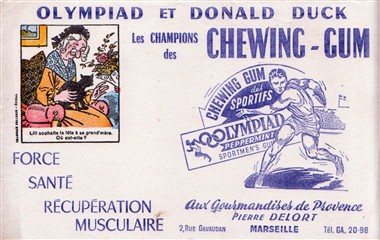 OLYMPIAD ET DONALD DUCK
Les CHAMPIONS
des
CHEWING-GUM
CHEWING GUM
des
SPORTIFS
OLYMPIAD
PEPPERMINT
SPORTMEN'S GUM
Lili souhaite la fête à sa grand'mère.
Où est-elle ?
FORCE
SANTÉ
RÉCUPÉRATION
MUSCULAIRE
Aux Gourmandises de Provence
PIERRE DELORT
2, Rue GAVAUDAN
MARSEILLE
Tél. GA. 20-98